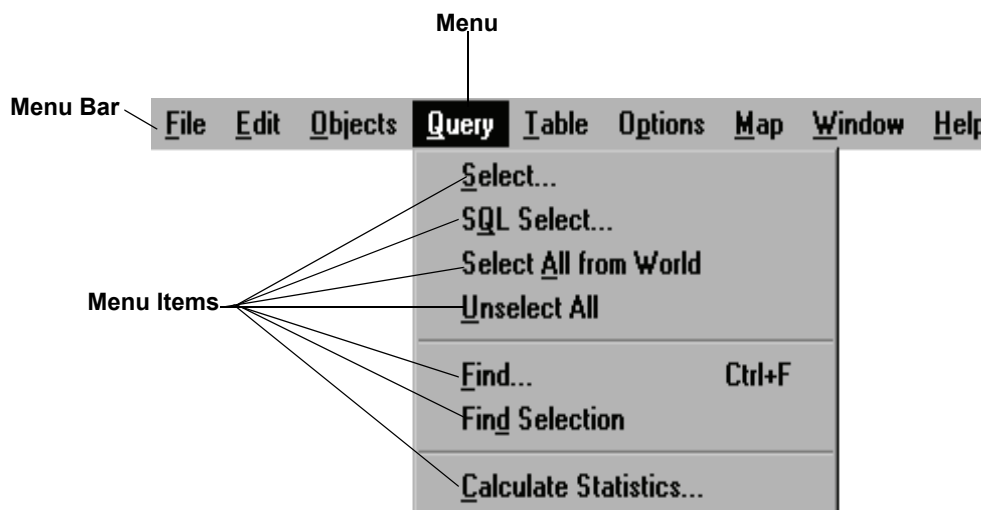 Menu
Menu Bar
File Edit Objects Query Table Options Map Window Help
Select...
SQL Select...
Select All from World
Menu Items
Unselect All
Find... Ctrl+F
Find Selection
Calculate Statistics...